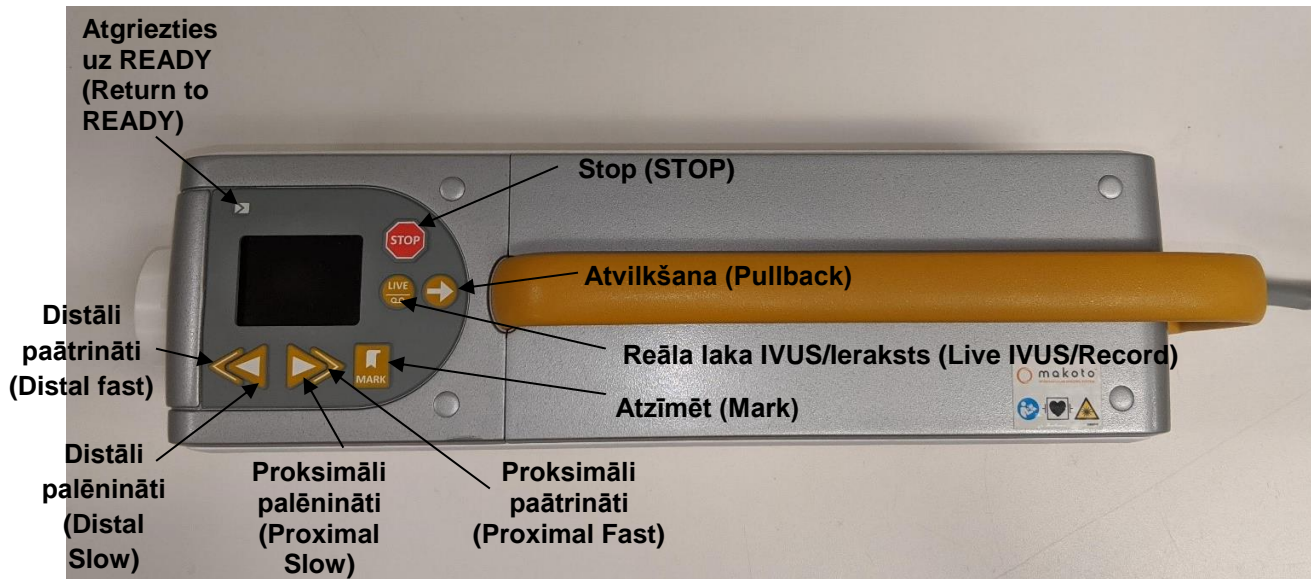 Atgriezties
uz READY
(Return to
READY)
Stop (STOP)
STOP
Atvilkšana (Pullback)
LIVE
Distāli
paātrināti
(Distal fast)
Reāla laka IVUS/Ieraksts (Live IVUS/Record)
MARK
makoto
Atzīmēt (Mark)
Distāli
palēnināti
(Distal
Slow)
Proksimāli
palēnināti
(Proximal
Slow)
Proksimāli
paātrināti
(Proximal Fast)